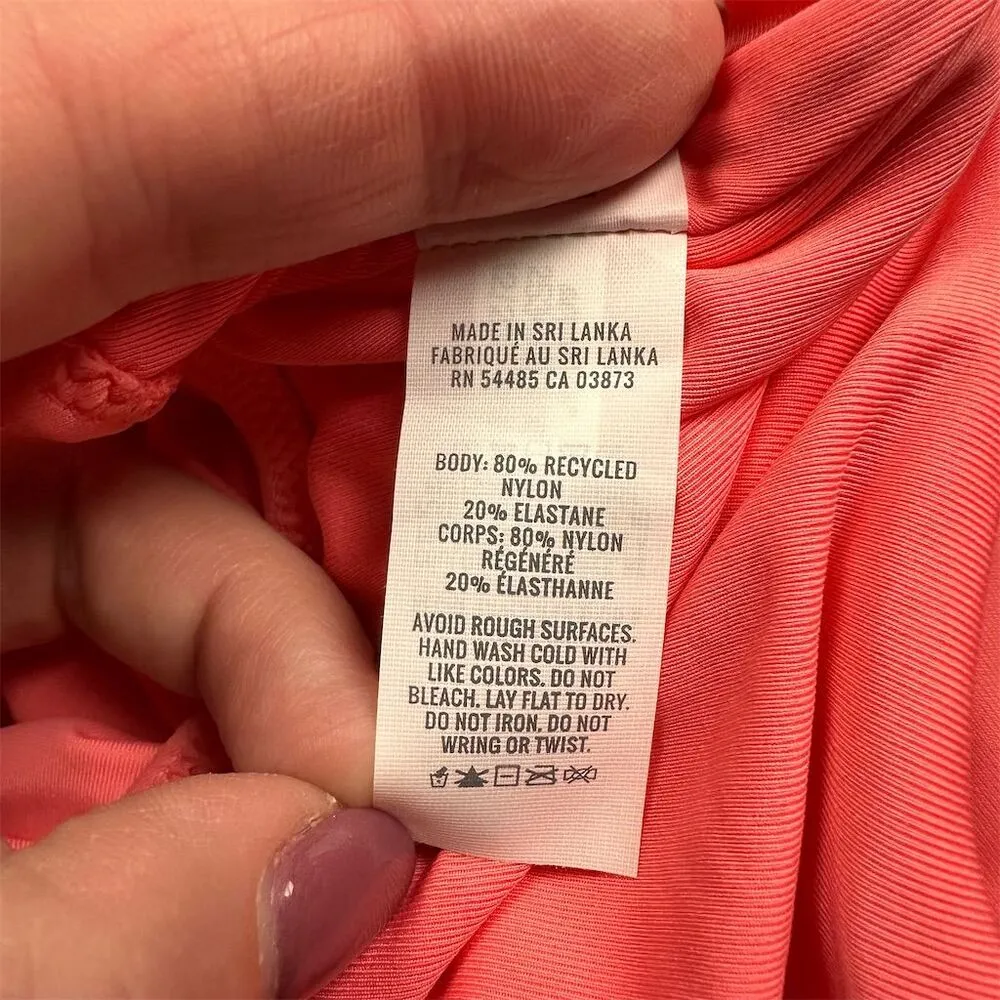 MADE IN SRI LANKA
FABRIQUÉ AU SRI LANKA
RN 54485 CA 03873
BODY: 80% RECYCLED
NYLON
20% ELASTANE
CORPS: 80% NYLON
RÉGÉNÉRÉ
20% ÉLASTHANNE
AVOID ROUGH SURFACES.
HAND WASH COLD WITH
LIKE COLORS. DO NOT
BLEACH. LAY FLAT TO DRY.
DO NOT IRON. DO NOT
WRING OR TWIST.